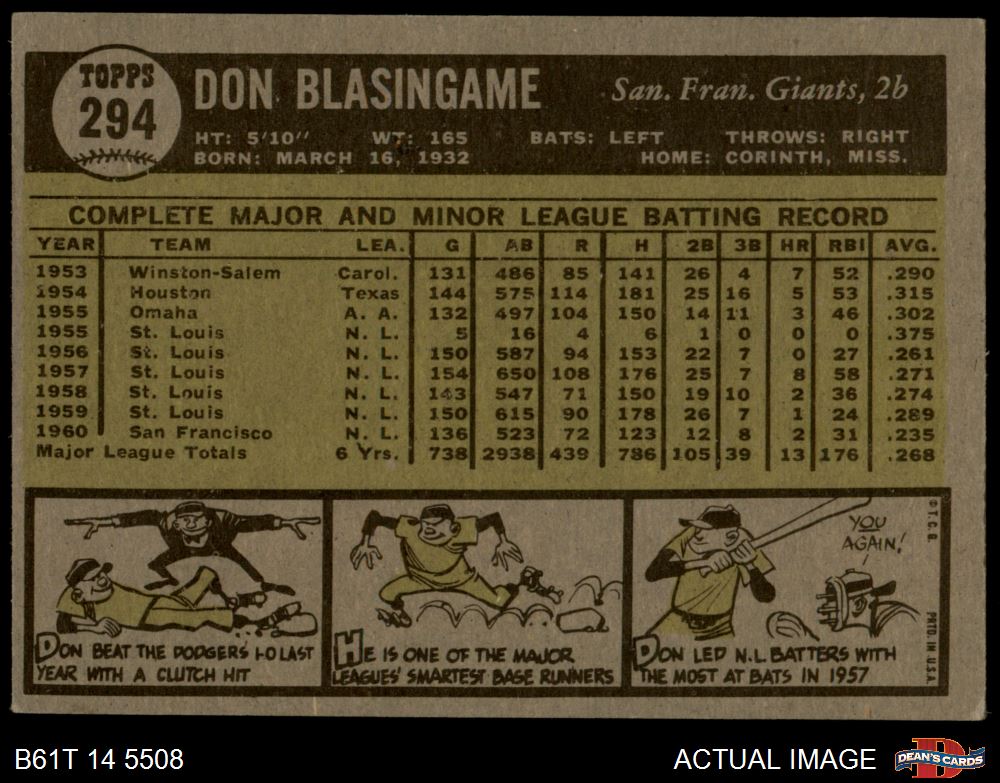 TOPPS
294
DON BLASINGAME San. Fran. Giants, 2b
HT: 5'10" WT: 165 BATS: LEFT THROWS: RIGHT
BORN: MARCH 16, 1932 HOME: CORINTH, MISS.
COMPLETE MAJOR AND MINOR LEAGUE BATTING RECORD
YEAR TEAM LEA. G AB R H 2B 3B HR RBI AVG.
1953 Winston-Salem Carol. 131 486 85 141 26 4 7 52 .290
1954 Houston Texas 144 575 114 181 25 16 5 53 .315
1955 Omaha A. A. 132 497 104 150 14 11 3 46 .302
1955 St. Louis N. L. 5 16 4 6 1 0 0 0 .375
1956 St. Louis N. L. 150 587 94 153 22 7 0 27 .261
1957 St. Louis N. L. 154 650 108 176 25 7 8 58 .271
1958 St. Louis N. L. 143 547 71 150 19 10 2 36 .274
1959 St. Louis N. L. 150 615 90 178 26 7 1 24 .289
1960 San Francisco N. L. 136 523 72 123 12 8 2 31 .235
Major League Totals 6 Yrs. 738 2938 439 786 105 39 13 176 .268
DON BEAT THE DODGERS 1-0 LAST
YEAR WITH A CLUTCH HIT
HE IS ONE OF THE MAJOR
LEAGUES' SMARTEST BASE RUNNERS
YOU
AGAIN!
DON LED N.L. BATTERS WITH
THE MOST AT BATS IN 1957
© T. C. G.
PRTD. IN U.S.A.
B61T 14 5508 ACTUAL IMAGE
D
DEAN'S CARDS